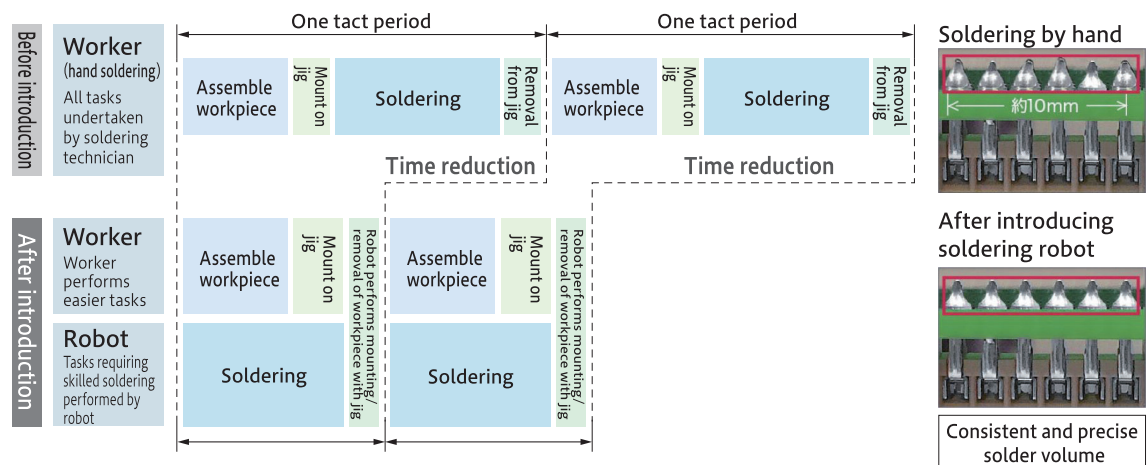 One tact period
One tact period
Before introduction
Worker
(hand soldering)
All tasks
undertaken
by soldering
technician
Assemble
workpiece
Mount on
jig
Soldering
Removal
from jig
Assemble
workpiece
Mount on
jig
Soldering
Removal
from jig
Time reduction
Time reduction
After introduction
Worker
Worker
performs
easier tasks
Assemble
workpiece
Mount on
jig
Robot performs mounting/
removal of workpiece with jig
Assemble
workpiece
Mount on
jig
Robot performs mounting/
removal of workpiece with jig
Robot
Tasks requiring
skilled soldering
performed by
robot
Soldering
Soldering
Soldering by hand
約10mm
After introducing
soldering robot
Consistent and precise
solder volume